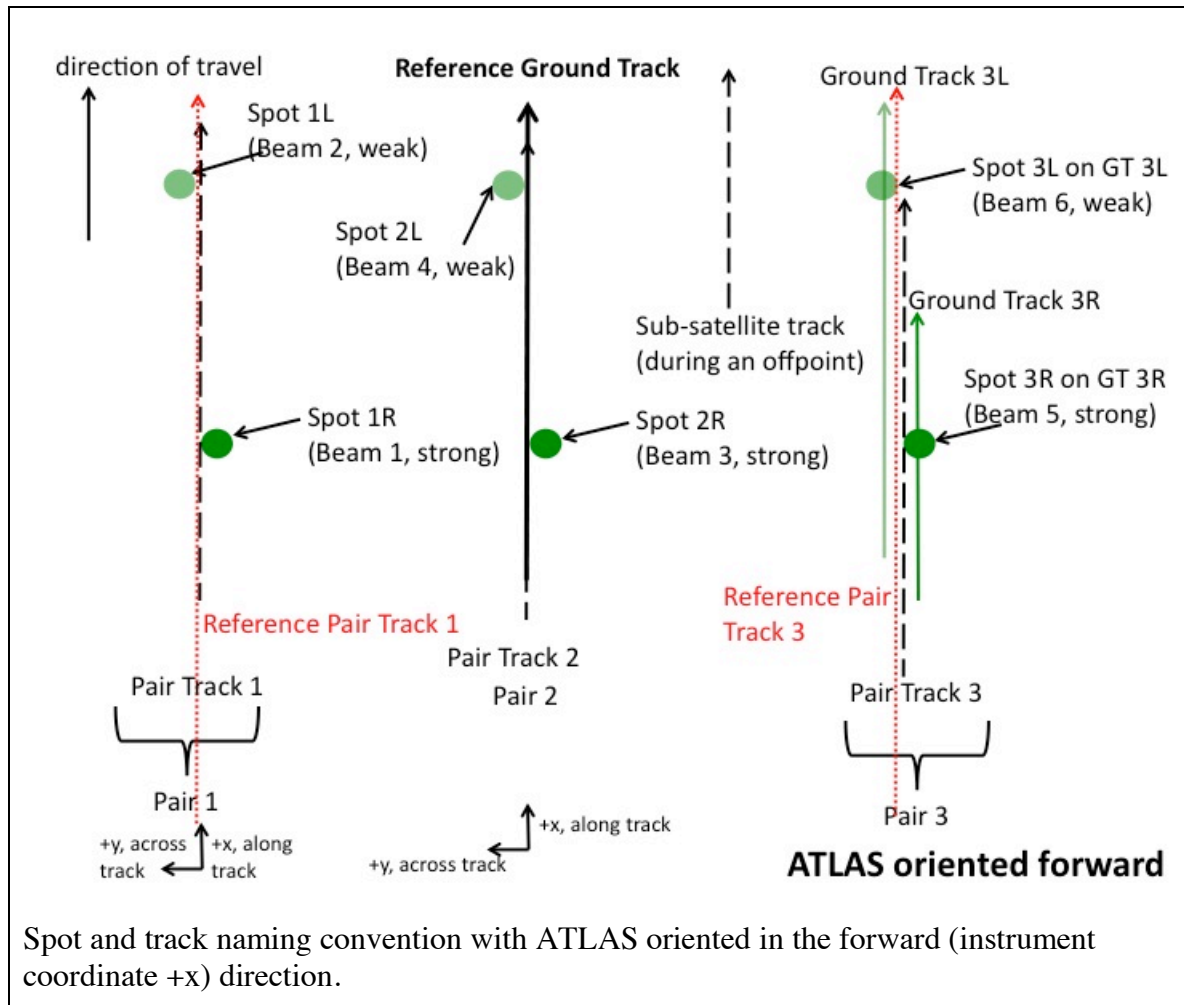 direction of travel
Reference Ground Track
Ground Track 3L
Spot 1L
(Beam 2, weak)
Spot 2L
(Beam 4, weak)
Spot 3L on GT 3L
(Beam 6, weak)
Sub-satellite track
(during an offpoint)
Ground Track 3R
Spot 1R
(Beam 1, strong)
Spot 2R
(Beam 3, strong)
Spot 3R on GT 3R
(Beam 5, strong)
Reference Pair Track 1
Reference Pair
Track 3
Pair Track 1
Pair Track 2
Pair 2
Pair Track 3
Pair 1
Pair 3
+y, across
track
+x, along
track
+x, along track
+y, across track
ATLAS oriented forward
Spot and track naming convention with ATLAS oriented in the forward (instrument
coordinate +x) direction.